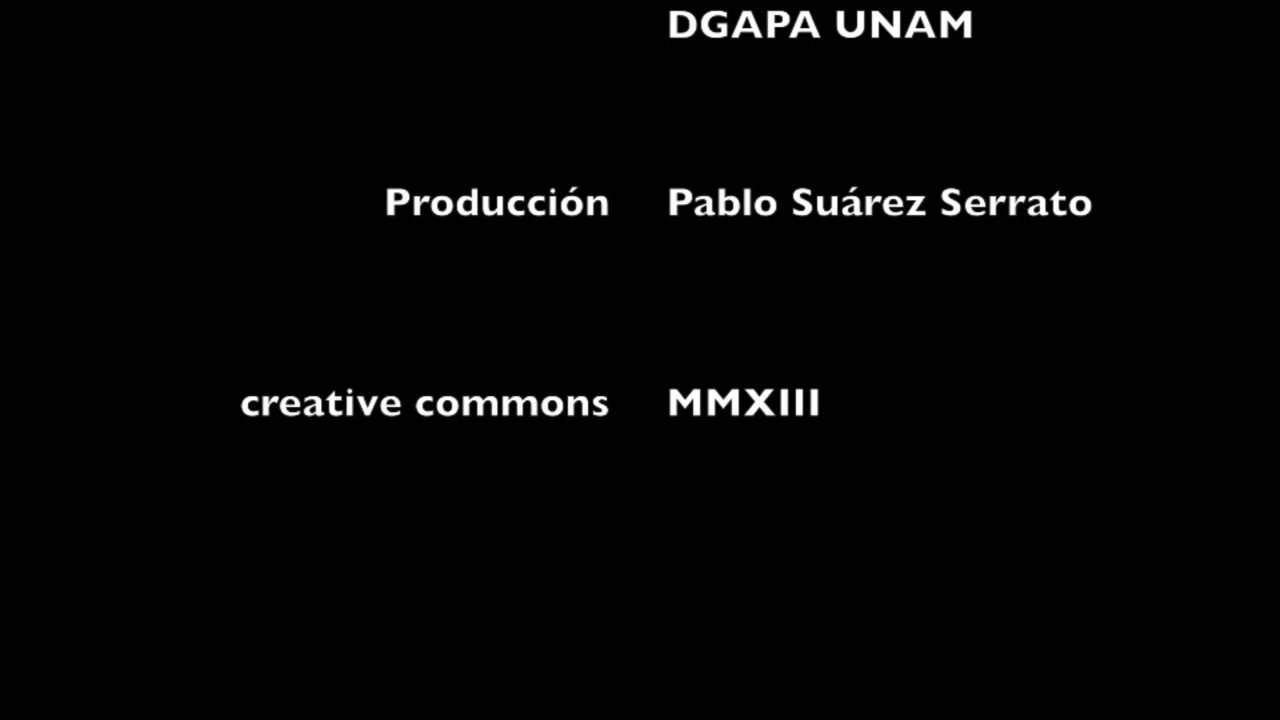 DGAPA UNAM
Producción Pablo Suárez Serrato
creative commons MMXIII